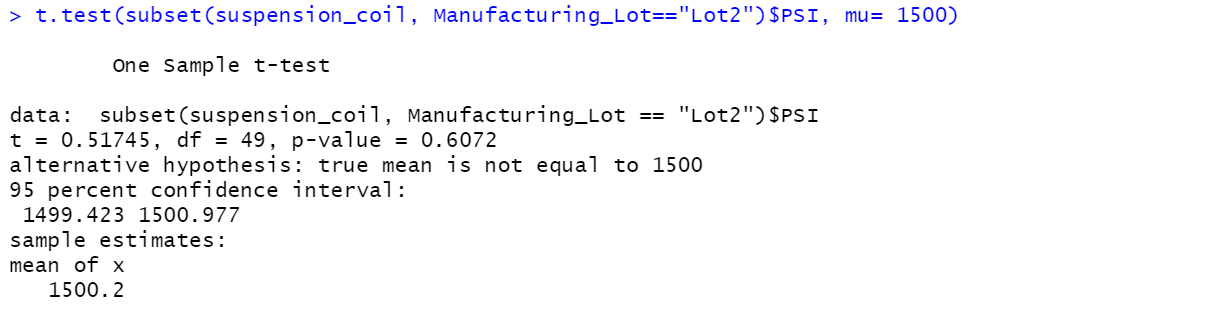 > t.test(subset(suspension_coil, Manufacturing_Lot=="Lot2")$PSI, mu= 1500)
One Sample t-test
data:  subset(suspension_coil, Manufacturing_Lot == "Lot2")$PSI
t = 0.51745, df = 49, p-value = 0.6072
alternative hypothesis: true mean is not equal to 1500
95 percent confidence interval:
1499.423 1500.977
sample estimates:
mean of x
1500.2